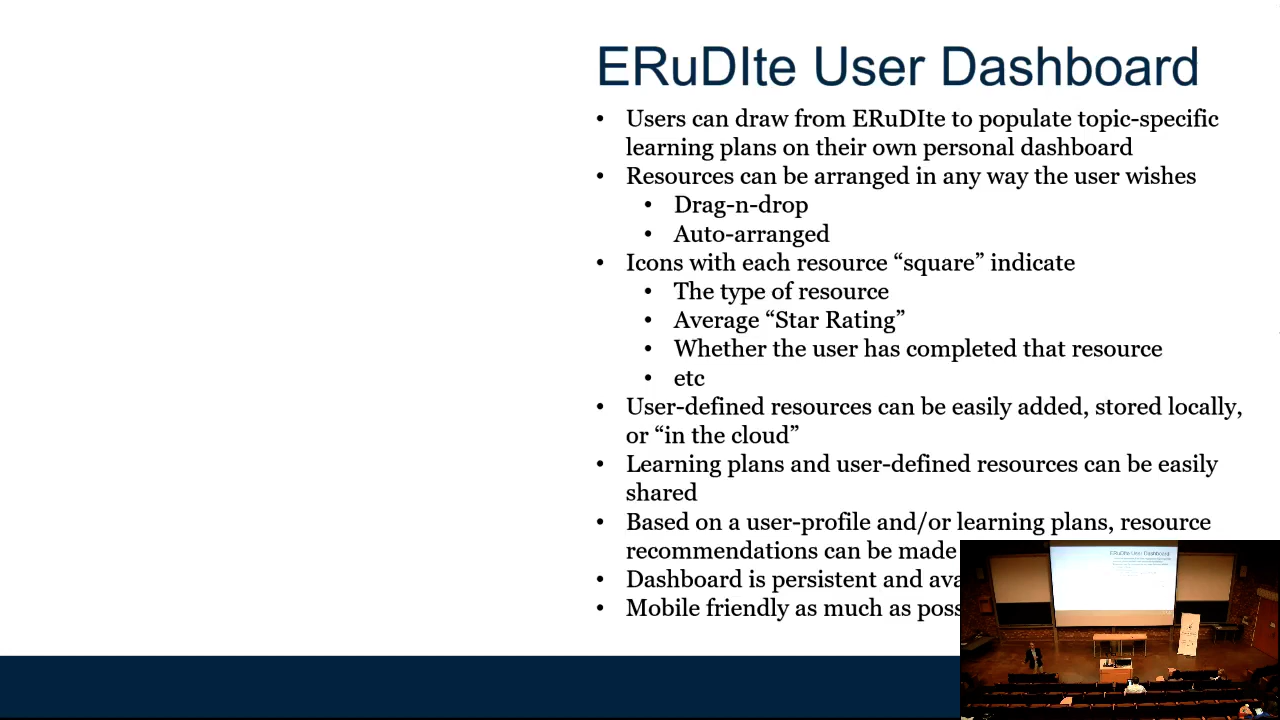 ERuDIte User Dashboard
• Users can draw from ERuDIte to populate topic-specific
learning plans on their own personal dashboard
• Resources can be arranged in any way the user wishes
• Drag-n-drop
• Auto-arranged
• Icons with each resource “square” indicate
• The type of resource
• Average “Star Rating”
• Whether the user has completed that resource
• etc
• User-defined resources can be easily added, stored locally,
or “in the cloud”
• Learning plans and user-defined resources can be easily
shared
• Based on a user-profile and/or learning plans, resource
recommendations can be made
• Dashboard is persistent and
• Mobile friendly as much as
ERuDIte User Dashboard